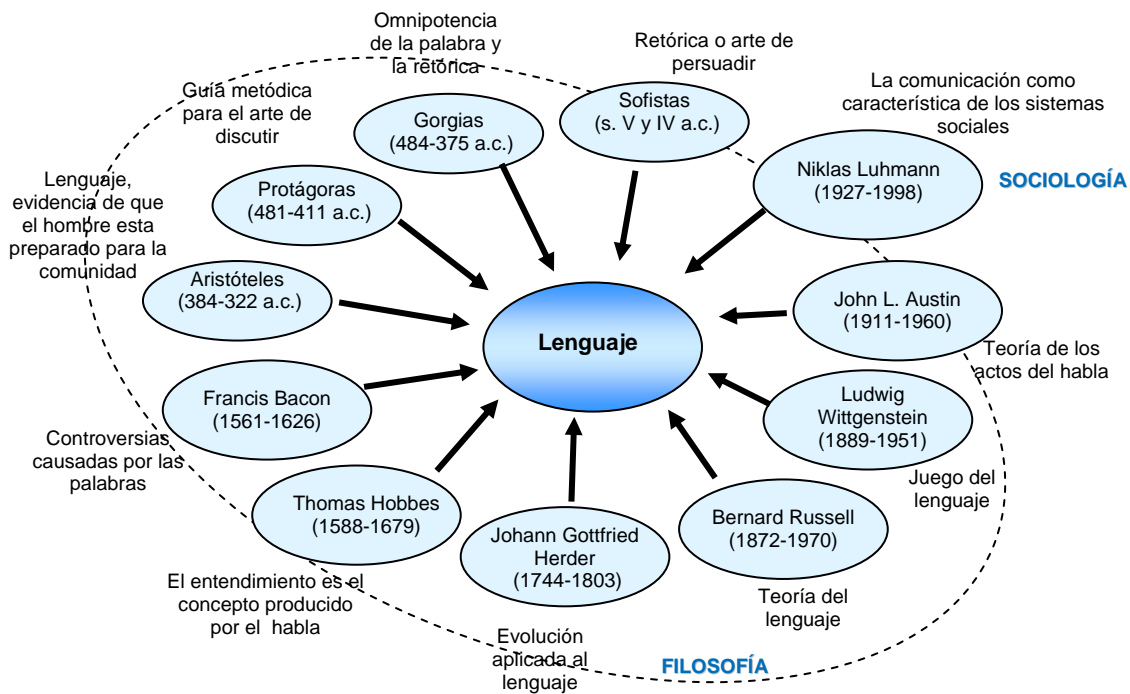 Omnipotencia
de la palabra y
la retórica
Retórica o arte de
persuadir
La comunicación como
característica de los sistemas
sociales
Guía metódica
para el arte de
discutir
Gorgias
(484-375 a.c.)
Sofistas
(s. V y IV a.c.)
Niklas Luhmann
(1927-1998)
SOCIOLOGÍA
Lenguaje,
evidencia de que
el hombre esta
preparado para la
comunidad
Protágoras
(481-411 a.c.)
Aristóteles
(384-322 a.c.)
John L. Austin
(1911-1960)
Lenguaje
Teoría de los
actos del habla
Francis Bacon
(1561-1626)
Ludwig
Wittgenstein
(1889-1951)
Controversias
causadas por las
palabras
Juego del
lenguaje
Thomas Hobbes
(1588-1679)
Johann Gottfried
Herder
(1744-1803)
Bernard Russell
(1872-1970)
El entendimiento es el
concepto producido
por el habla
Teoría del
lenguaje
Evolución
aplicada al
lenguaje
FILOSOFÍA